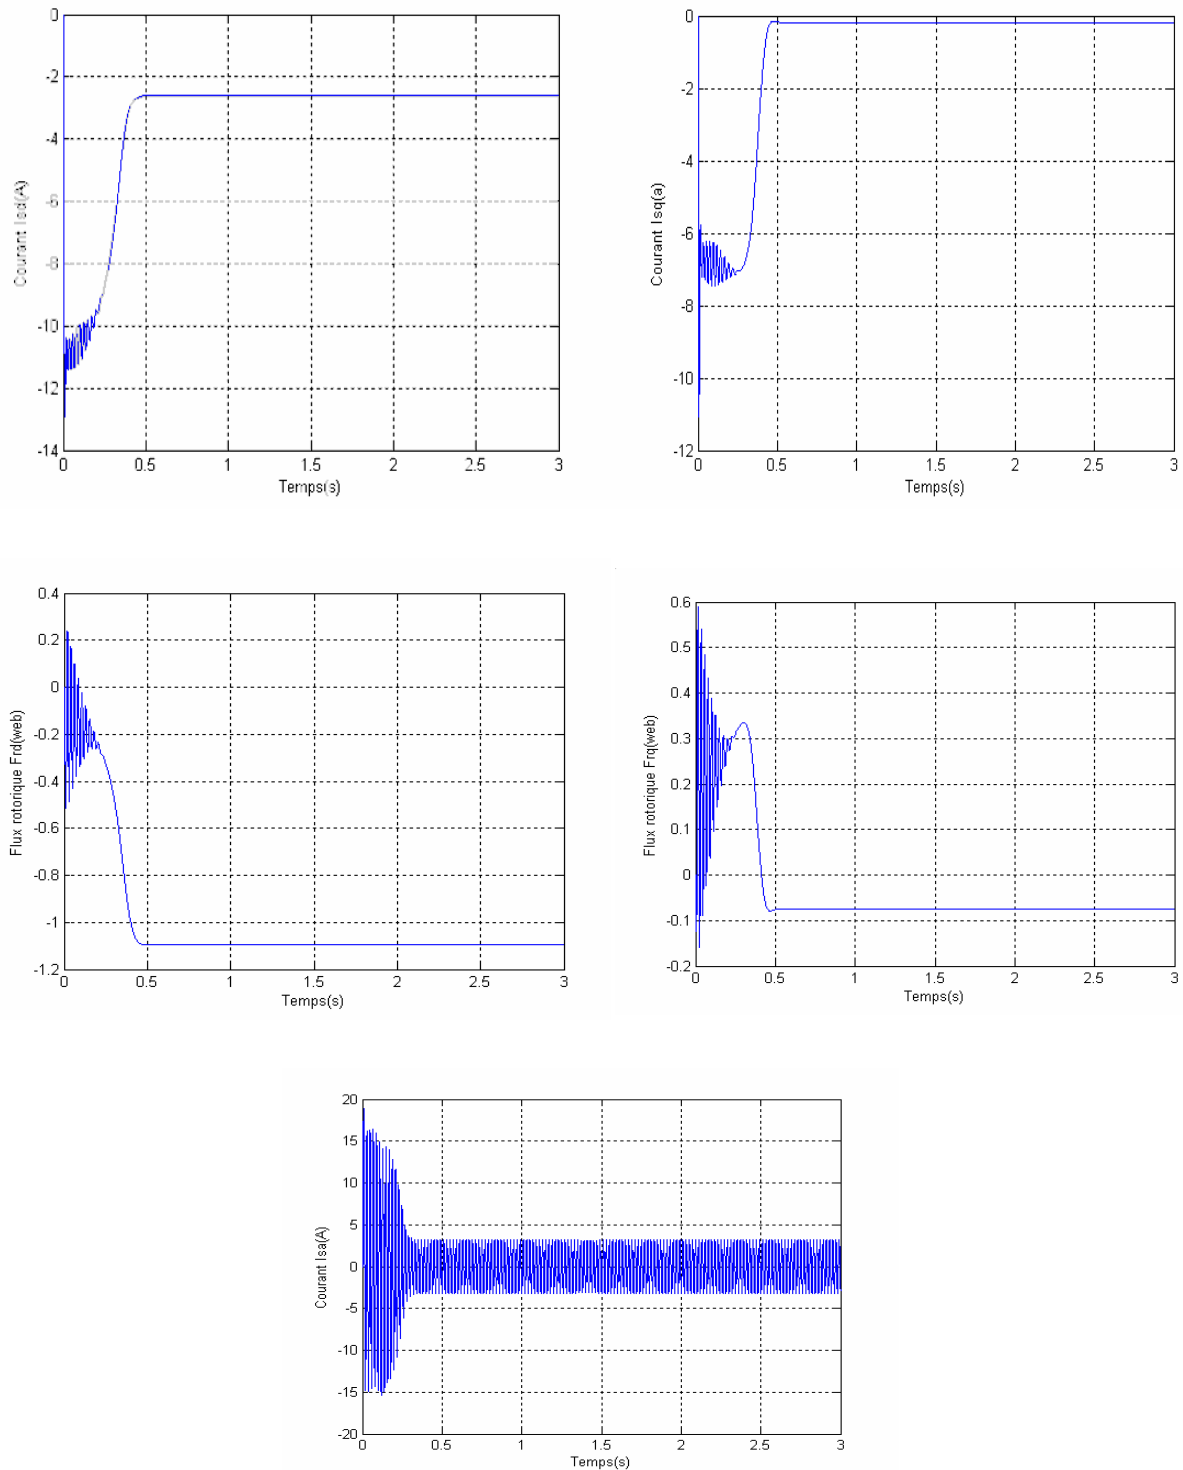 0
-2
-4
-6
-8
-10
-12
-14
0 0.5 1 1.5 2 2.5 3
Courant Isd(A)
Temps(s)
0
-2
-4
-6
-8
-10
-12
0 0.5 1 1.5 2 2.5 3
Courant Isq(a)
Temps(s)
0.4
0.2
0
-0.2
-0.4
-0.6
-0.8
-1
-1.2
0 0.5 1 1.5 2 2.5 3
Flux rotorique Frd(web)
Temps(s)
0.6
0.5
0.4
0.3
0.2
0.1
0
-0.1
-0.2
0 0.5 1 1.5 2 2.5 3
Flux rotorique Frq(web)
Temps(s)
20
15
10
5
0
-5
-10
-15
-20
0 0.5 1 1.5 2 2.5 3
Courant Isa(A)
Temps(s)